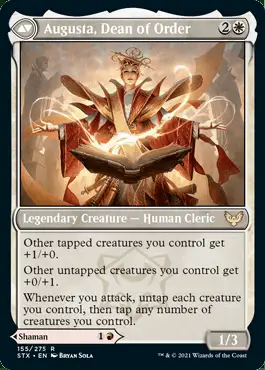 Augusta, Dean of Order 2
Legendary Creature — Human Cleric
Other tapped creatures you control get
+1/+0.
Other untapped creatures you control get
+0/+1.
Whenever you attack, untap each creature
you control, then tap any number of
creatures you control.
Shaman 1
1/3
155/275 R
STX • EN BRYAN SOLA
™ & © 2021 Wizards of the Coast